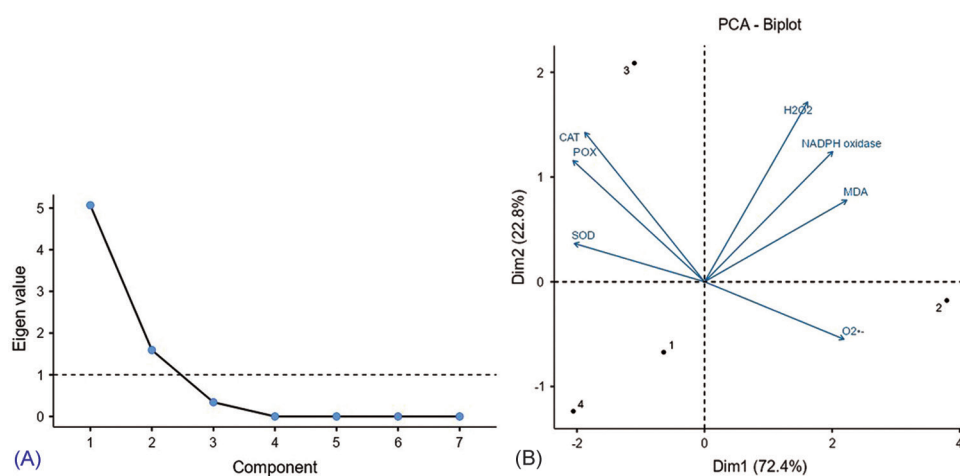 5
4
3
2
1
0
Eigen value
1 2 3 4 5 6 7
Component
(A)
PCA - Biplot
2
1
0
-1
Dim2 (22.8%)
3
H2O2
CAT
POX
NADPH oxidase
MDA
SOD
2
O2•-
1
4
-2 0 2 4
Dim1 (72.4%)
(B)